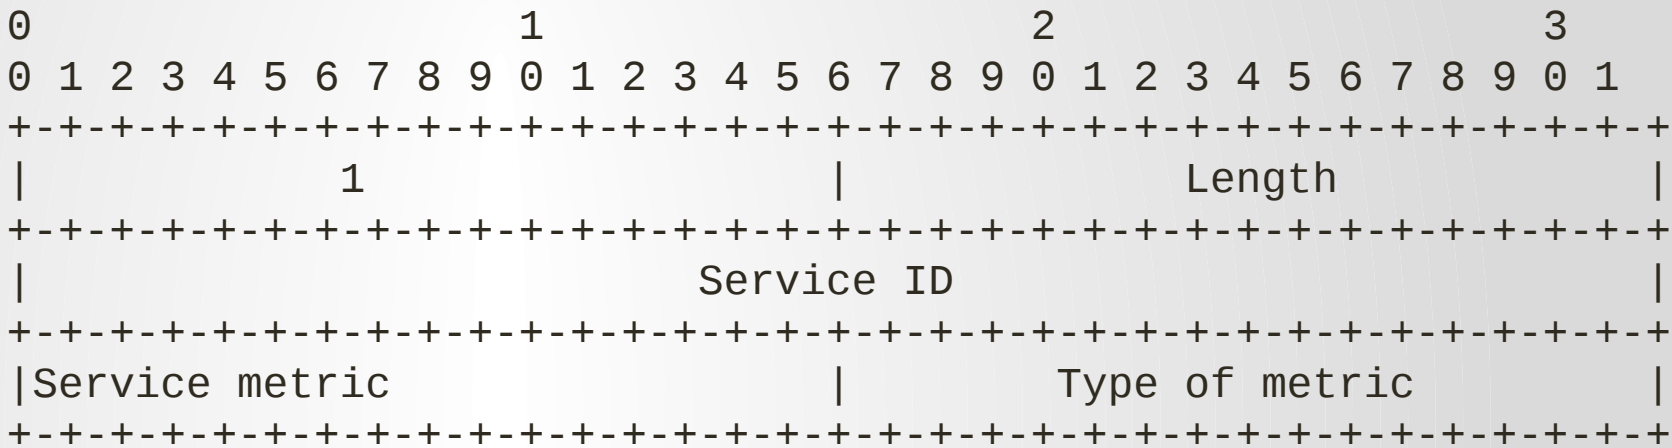 0                   1                   2                   3
0 1 2 3 4 5 6 7 8 9 0 1 2 3 4 5 6 7 8 9 0 1 2 3 4 5 6 7 8 9 0 1
+-+-+-+-+-+-+-+-+-+-+-+-+-+-+-+-+-+-+-+-+-+-+-+-+-+-+-+-+-+-+-+-+
|            1                  |             Length            |
+-+-+-+-+-+-+-+-+-+-+-+-+-+-+-+-+-+-+-+-+-+-+-+-+-+-+-+-+-+-+-+-+
|                          Service ID                           |
+-+-+-+-+-+-+-+-+-+-+-+-+-+-+-+-+-+-+-+-+-+-+-+-+-+-+-+-+-+-+-+-+
|Service metric                 |        Type of metric         |
+-+-+-+-+-+-+-+-+-+-+-+-+-+-+-+-+-+-+-+-+-+-+-+-+-+-+-+-+-+-+-+-+